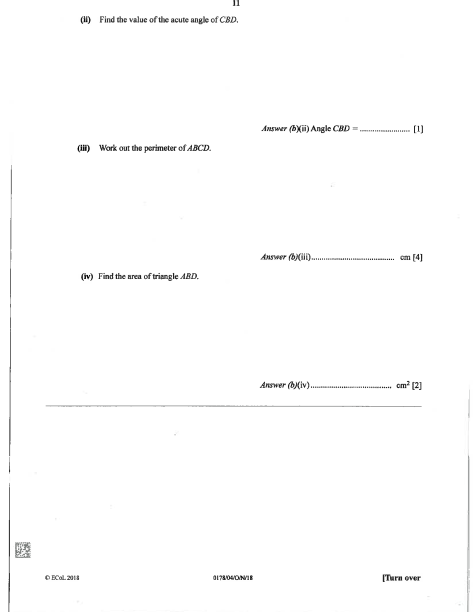 11
(ii) Find the value of the acute angle of CBD.
Answer (b)(ii) Angle CBD = ........................ [1]
(iii) Work out the perimeter of ABCD.
Answer (b)(iii)....................................... cm [4]
(iv) Find the area of triangle ABD.
Answer (b)(iv)...................................... cm² [2]
© ECoL 2018 0178/04/O/N/18 [Turn over